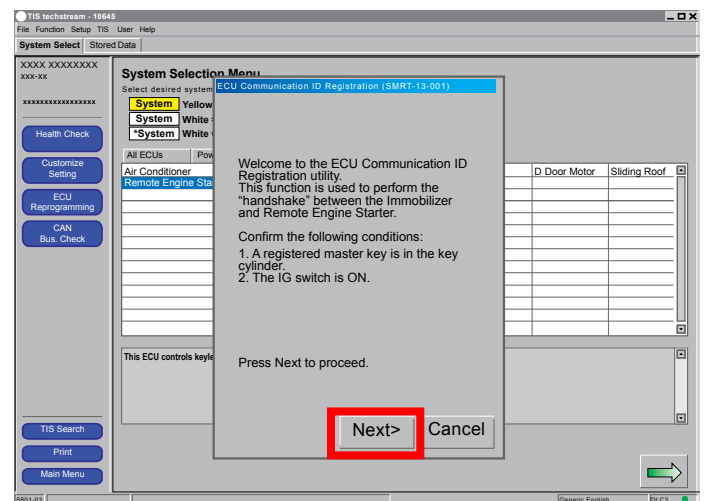 TIS techstream - 10645
File Function Setup TIS User Help
System Select Stored Data
XXXX XXXXXXXX
xxx-xx
xxxxxxxxxxxxxxxxx
Health Check
Customize
Setting
ECU
Reprogramming
CAN
Bus. Check
TIS Search
Print
Main Menu
System Selection Menu
Select desired system
System Yellow
System White
*System White
All ECUs Pow
Air Conditioner D Door Motor Sliding Roof
Remote Engine Sta
This ECU controls keyle
ECU Communication ID Registration (SMRT-13-001)
Welcome to the ECU Communication ID
Registration utility.
This function is used to perform the
“handshake” between the Immobilizer
and Remote Engine Starter.
Confirm the following conditions:
1. A registered master key is in the key
cylinder.
2. The IG switch is ON.
Press Next to proceed.
Next> Cancel
S601-03 Generic English DLC3